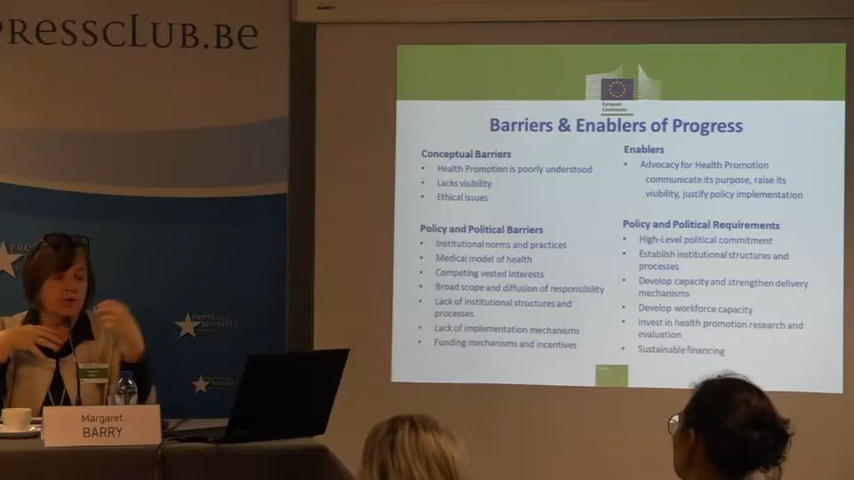 PRESSCLUB.BE
European
Commission
Barriers & Enablers of Progress
Conceptual Barriers
• Health Promotion is poorly understood
• Lacks visibility
• Ethical issues
Policy and Political Barriers
• Institutional norms and practices
• Medical model of health
• Competing vested interests
• Broad scope and diffusion of responsibility
• Lack of institutional structures and
processes
• Lack of implementation mechanisms
• Funding mechanisms and incentives
Enablers
• Advocacy for Health Promotion
communicate its purpose, raise its
visibility, justify policy implementation
Policy and Political Requirements
• High-Level political commitment
• Establish institutional structures and
processes
• Develop capacity and strengthen delivery
mechanisms
• Develop workforce capacity
• Invest in health promotion research and
evaluation
• Sustainable financing
PRESS CLUB
BRUSSELS
Margaret
BARRY